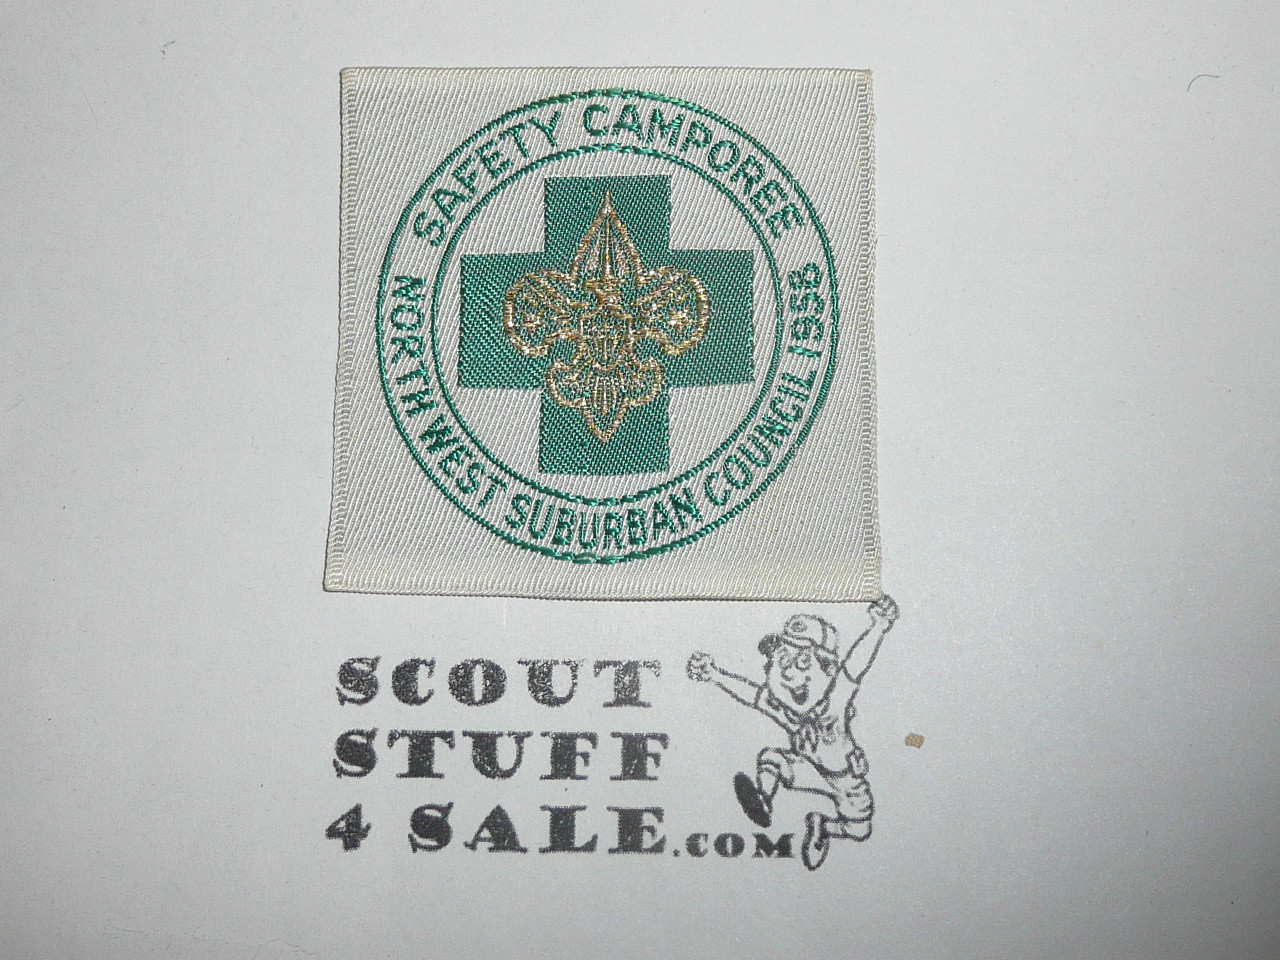 SAFETY CAMPOREE
NORTH WEST SUBURBAN COUNCIL 1958
SCOUT
STUFF
4 SALE.COM